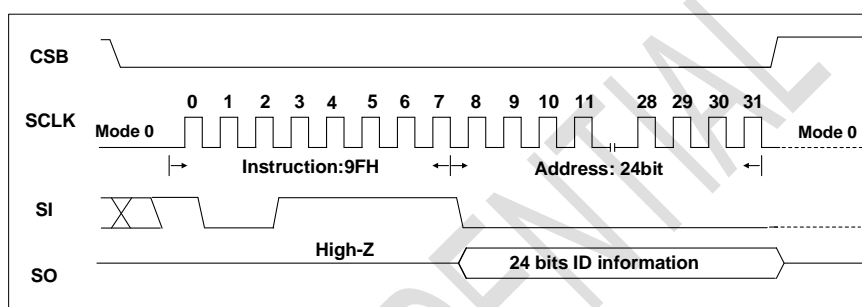 CSB
0 1 2 3 4 5 6 7 8 9 10 11 28 29 30 31
SCLK
Mode 0
Mode 0
Instruction:9FH
Address: 24bit
SI
High-Z
24 bits ID information
SO